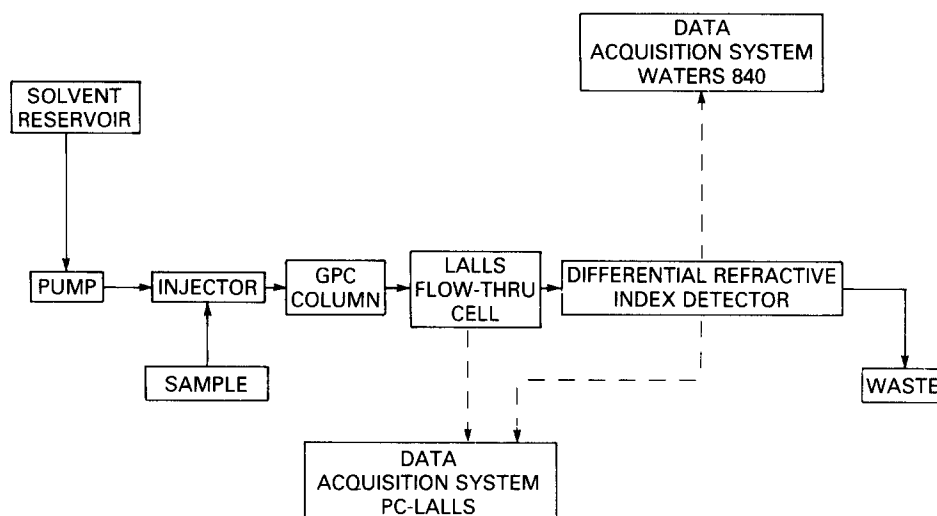 DATA
ACQUISITION SYSTEM
WATERS 840
SOLVENT
RESERVOIR
PUMP
INJECTOR
GPC
COLUMN
LALLS
FLOW-THRU
CELL
DIFFERENTIAL REFRACTIVE
INDEX DETECTOR
SAMPLE
WASTE
DATA
ACQUISITION SYSTEM
PC-LALLS